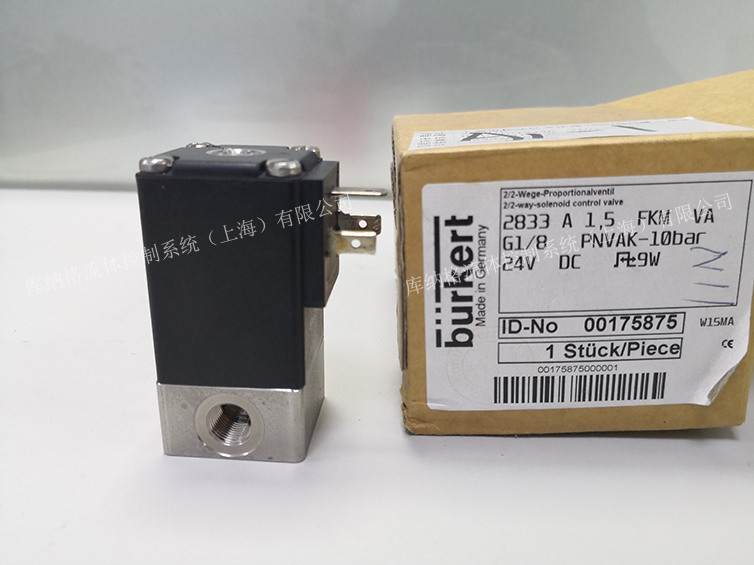 库纳格流体控制系统（上海）有限公司
库纳格流体控制系统（上海）有限公司
bürkert
Made in Germany
2/2-Wege-Proportionalventil
2/2-way-solenoid control valve
2833 A 1,5 FKM VA
G1/8 PNVAK-10bar
24V DC 9W
ID-No 00175875
W15MA
1 Stück/Piece
CE
00175875000001